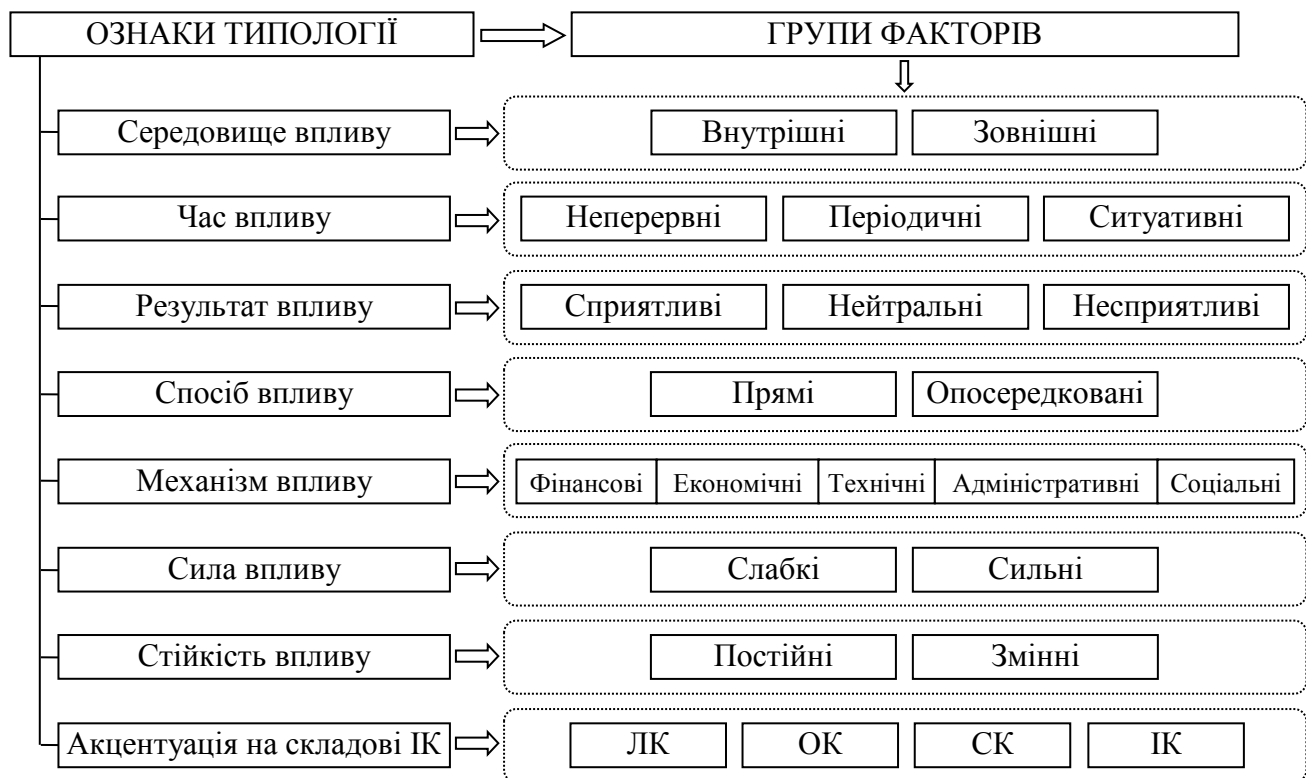 ОЗНАКИ ТИПОЛОГІЇ ГРУПИ ФАКТОРІВ
Середовище впливу Внутрішні Зовнішні
Час впливу Неперервні Періодичні Ситуативні
Результат впливу Сприятливі Нейтральні Несприятливі
Спосіб впливу Прямі Опосередковані
Механізм впливу Фінансові Економічні Технічні Адміністративні Соціальні
Сила впливу Слабкі Сильні
Стійкість впливу Постійні Змінні
Акцентуація на складові ІК ЛК ОК СК ІК